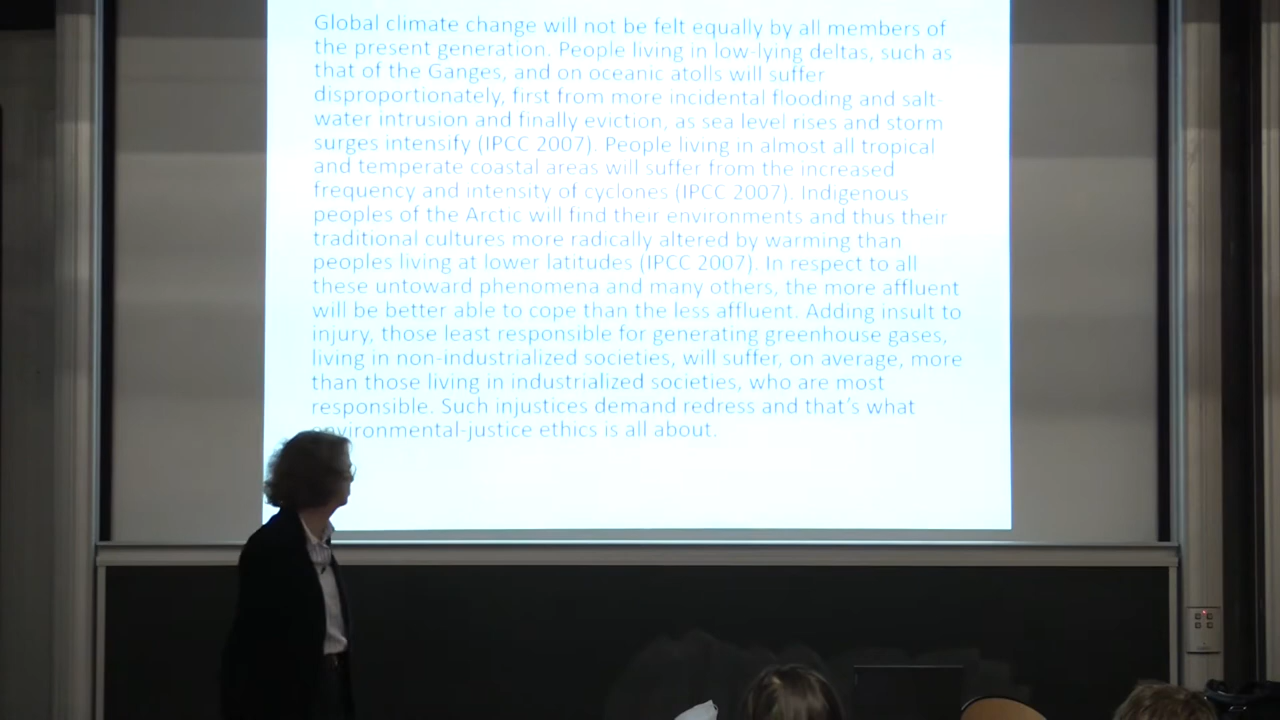 Global climate change will not be felt equally by all members of
the present generation. People living in low-lying deltas, such as
that of the Ganges, and on oceanic atolls will suffer
disproportionately, first from more incidental flooding and salt-
water intrusion and finally eviction, as sea level rises and storm
surges intensify (IPCC 2007). People living in almost all tropical
and temperate coastal areas will suffer from the increased
frequency and intensity of cyclones (IPCC 2007). Indigenous
peoples of the Arctic will find their environments and thus their
traditional cultures more radically altered by warming than
peoples living at lower latitudes (IPCC 2007). In respect to all
these untoward phenomena and many others, the more affluent
will be better able to cope than the less affluent. Adding insult to
injury, those least responsible for generating greenhouse gases,
living in non-industrialized societies, will suffer, on average, more
than those living in industrialized societies, who are most
responsible. Such injustices demand redress and that's what
environmental-justice ethics is all about.